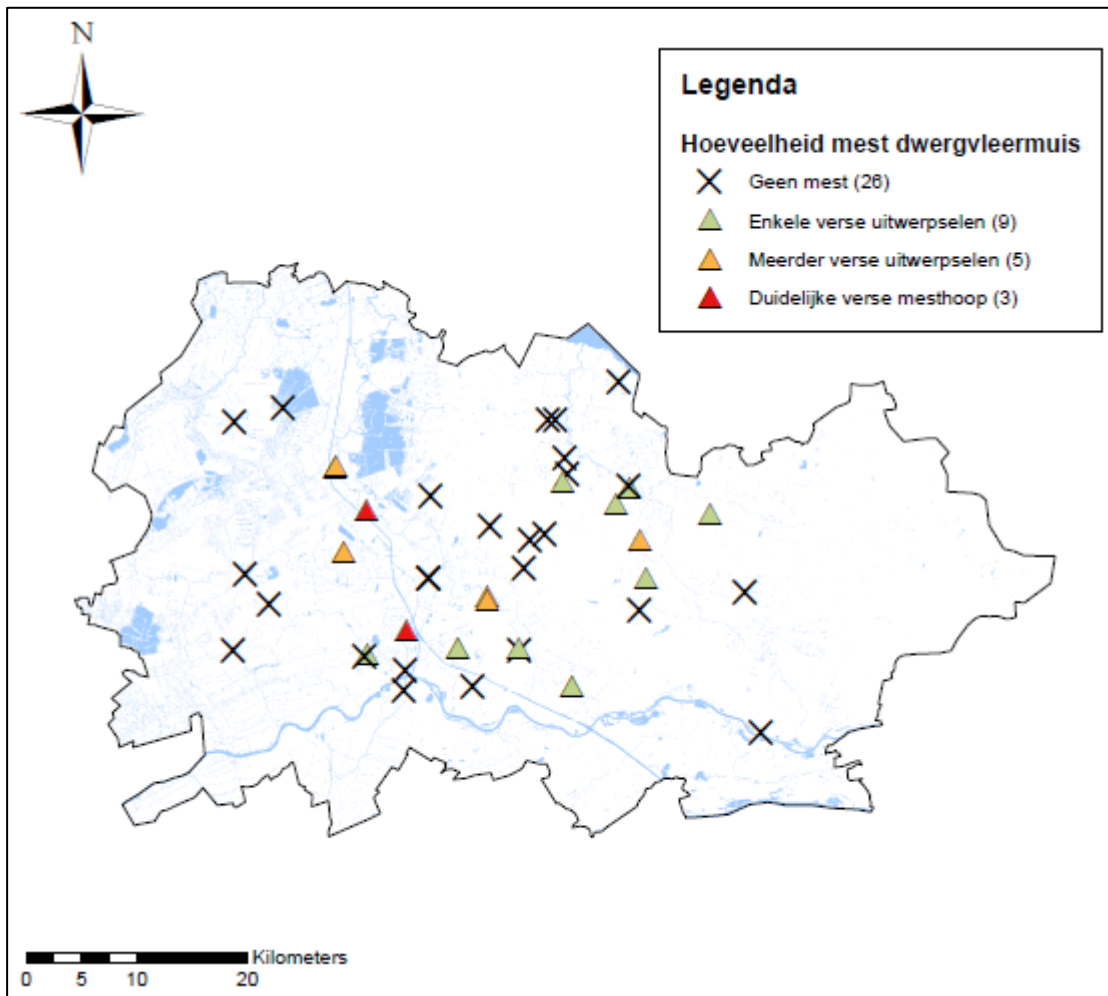 N
Legenda
Hoeveelheid mest dwergvleermuis
Geen mest (26)
Enkele verse uitwerpselen (9)
Meerder verse uitwerpselen (5)
Duidelijke verse mesthoop (3)
Kilometers
0 5 10 20